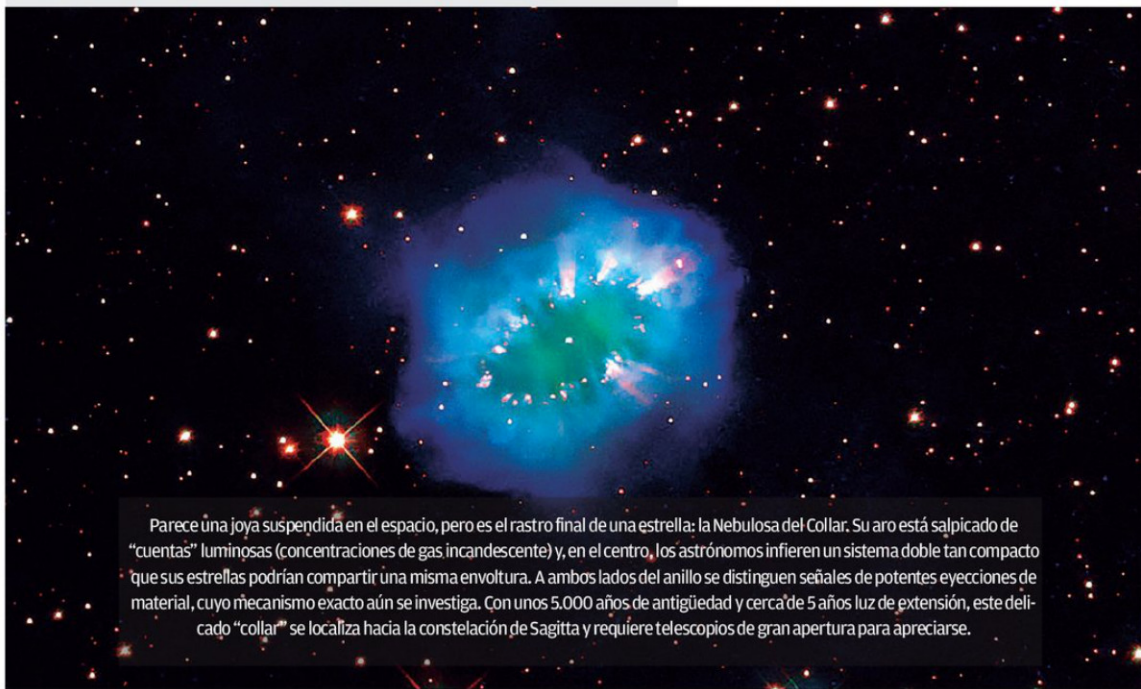 Parece una joya suspendida en el espacio, pero es el rastro final de una estrella: la Nebulosa del Collar. Su aro está salpicado de
“cuentas” luminosas (concentraciones de gas incandescente) y, en el centro, los astrónomos infieren un sistema doble tan compacto
que sus estrellas podrían compartir una misma envoltura. A ambos lados del anillo se distinguen señales de potentes eyecciones de
material, cuyo mecanismo exacto aún se investiga. Con unos 5.000 años de antigüedad y cerca de 5 años luz de extensión, este deli-
cado “collar” se localiza hacia la constelación de Sagitta y requiere telescopios de gran apertura para apreciarse.